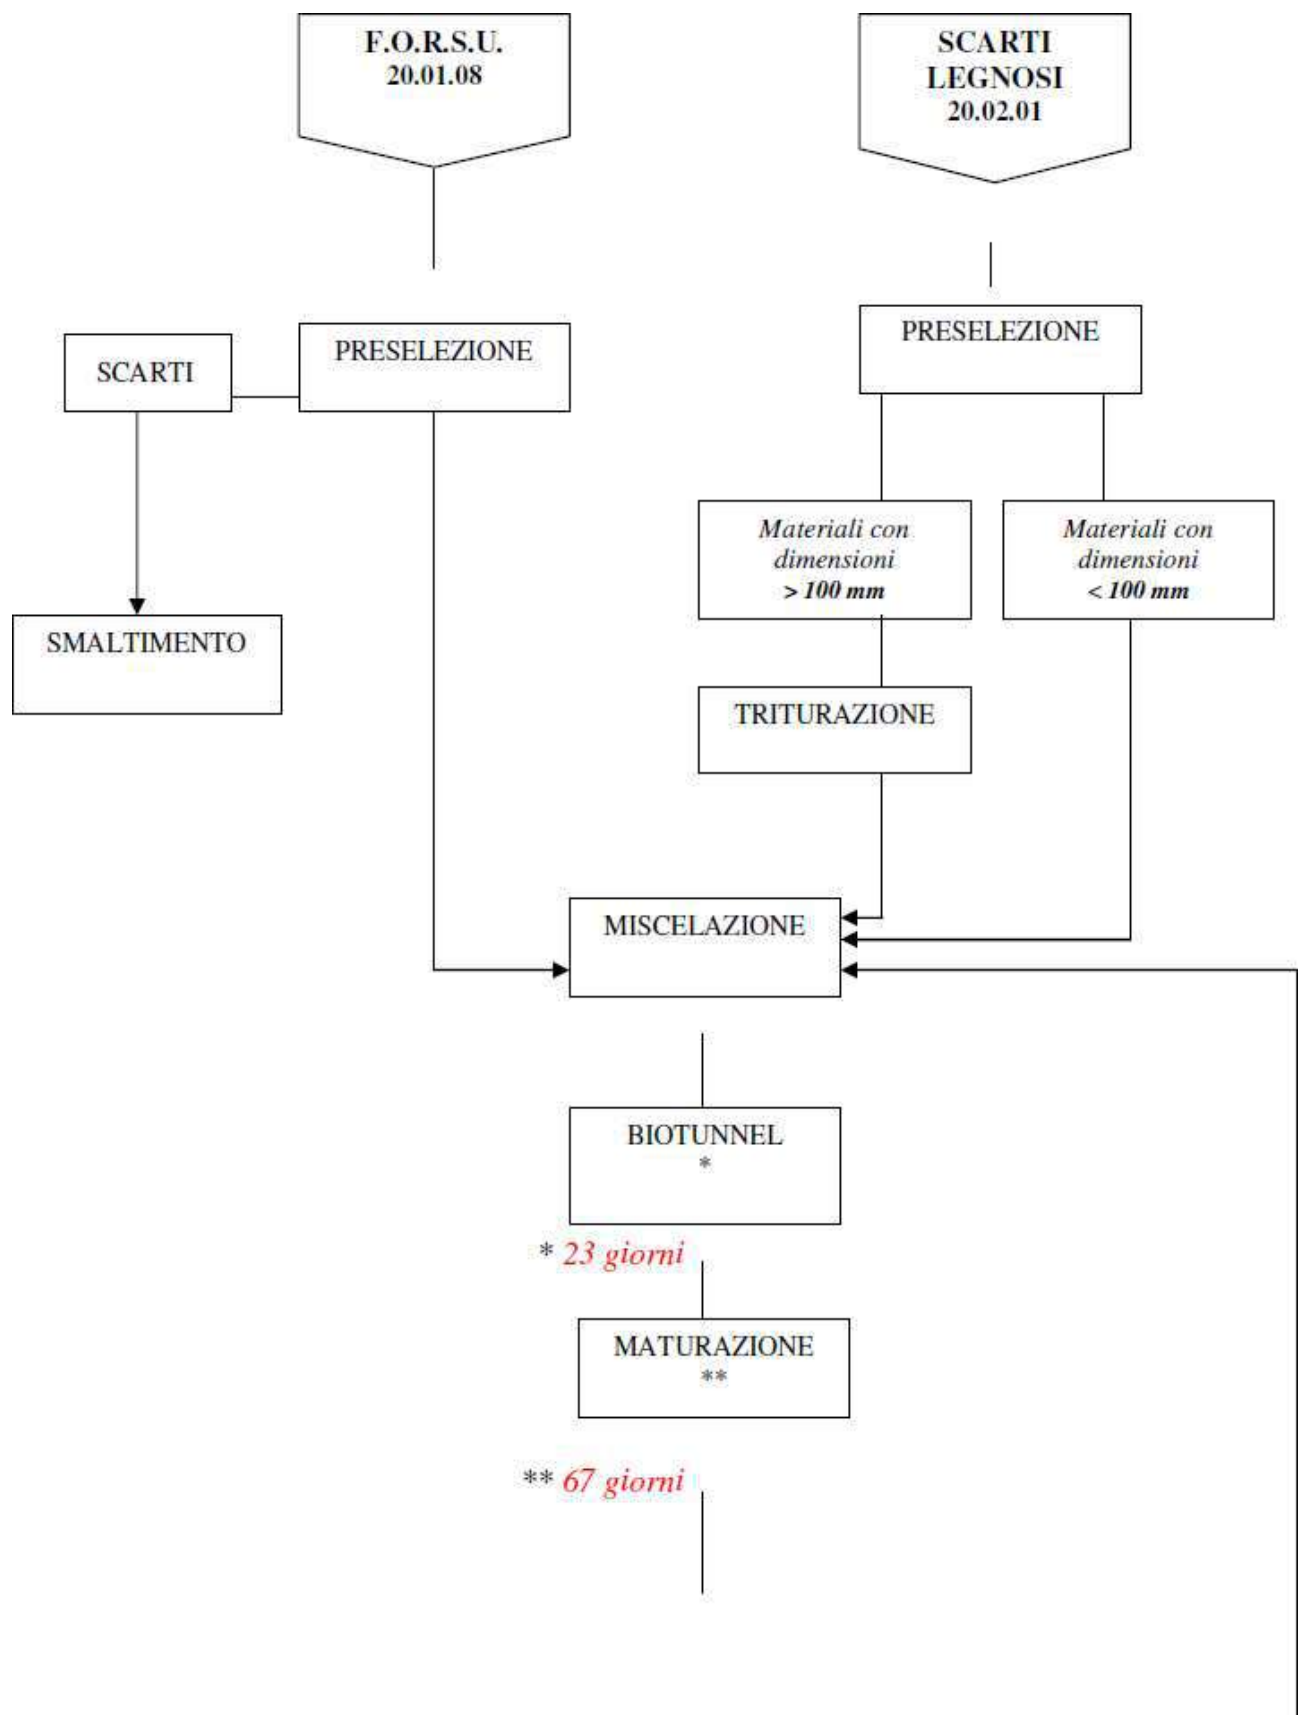 F.O.R.S.U.
20.01.08
SCARTI
LEGNOSI
20.02.01
SCARTI
PRESELEZIONE
PRESELEZIONE
Materiali con
dimensioni
> 100 mm
Materiali con
dimensioni
< 100 mm
SMALTIMENTO
TRITURAZIONE
MISCELAZIONE
BIOTUNNEL
*
* 23 giorni
MATURAZIONE
**
** 67 giorni